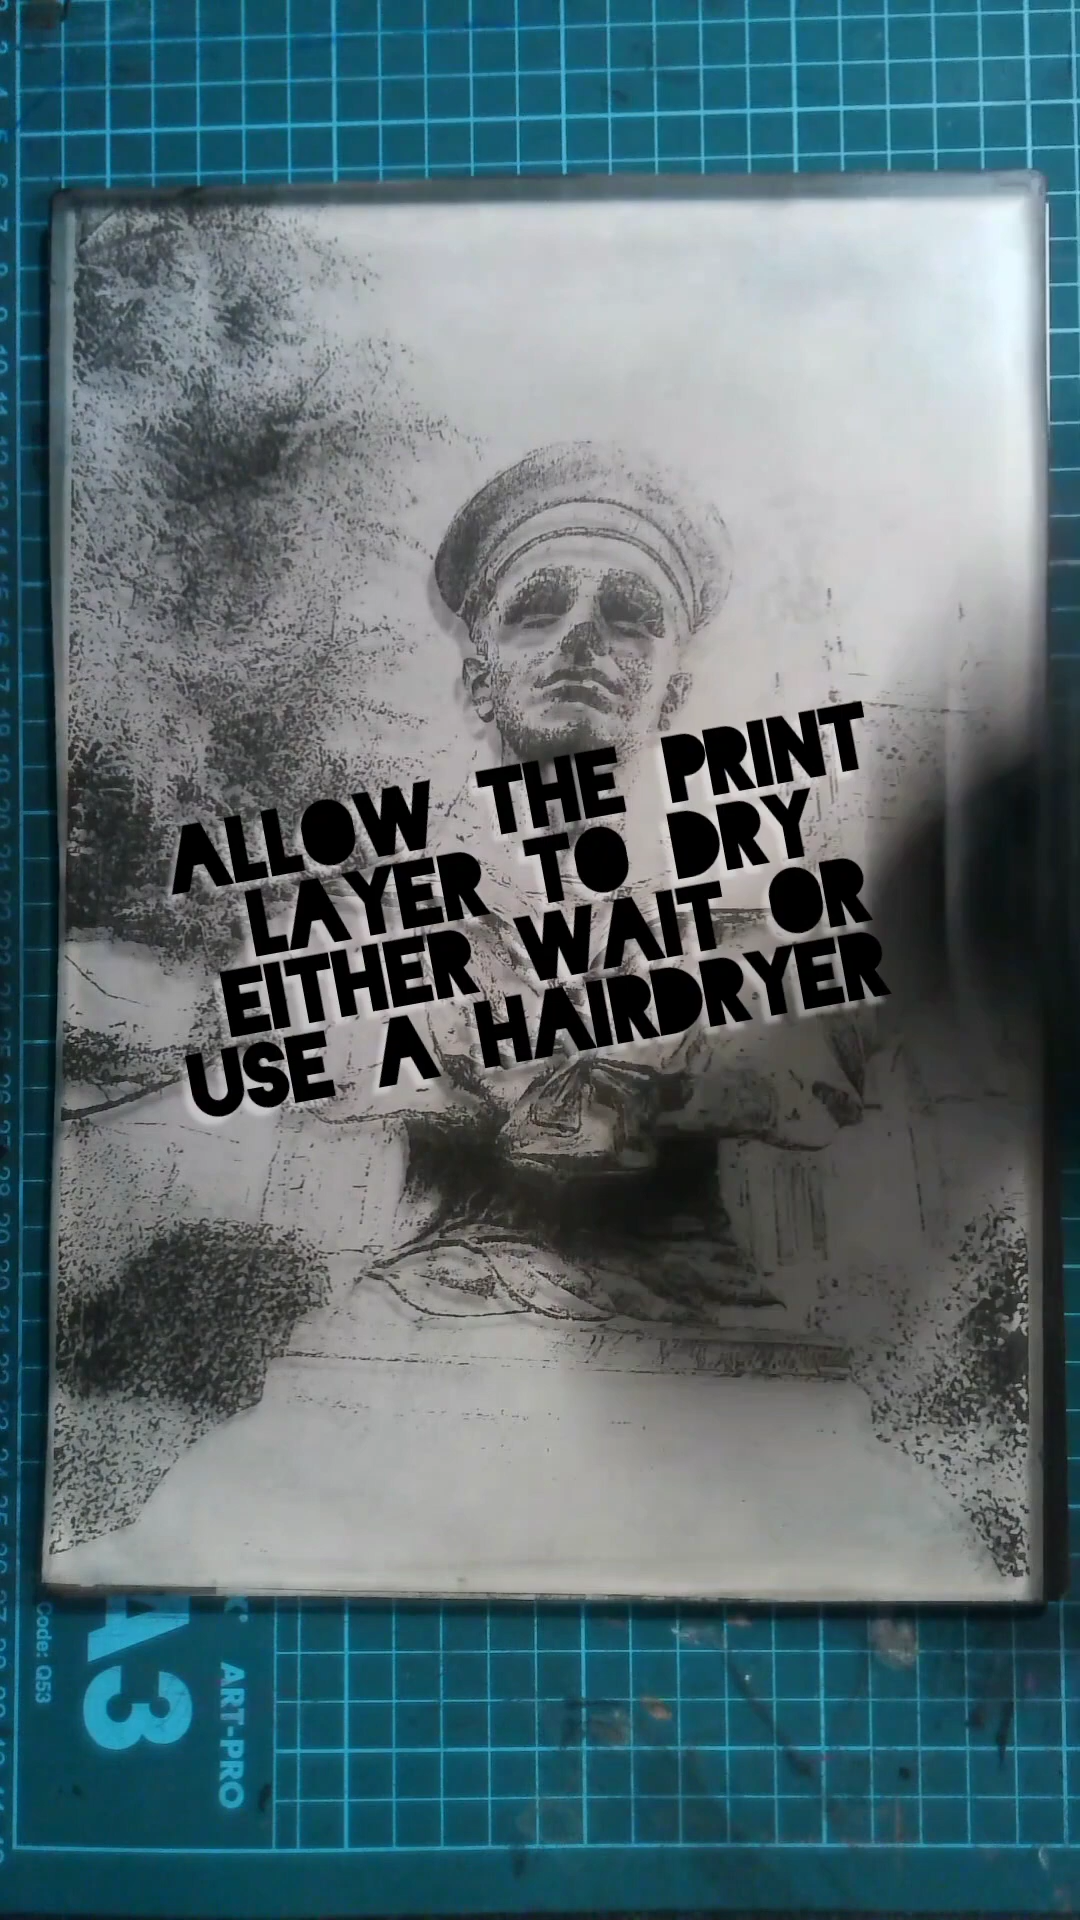 ALLOW THE PRINT
LAYER TO DRY
EITHER WAIT OR
USE A HAIRDRYER
Code: Q53
A3
ART-PRO